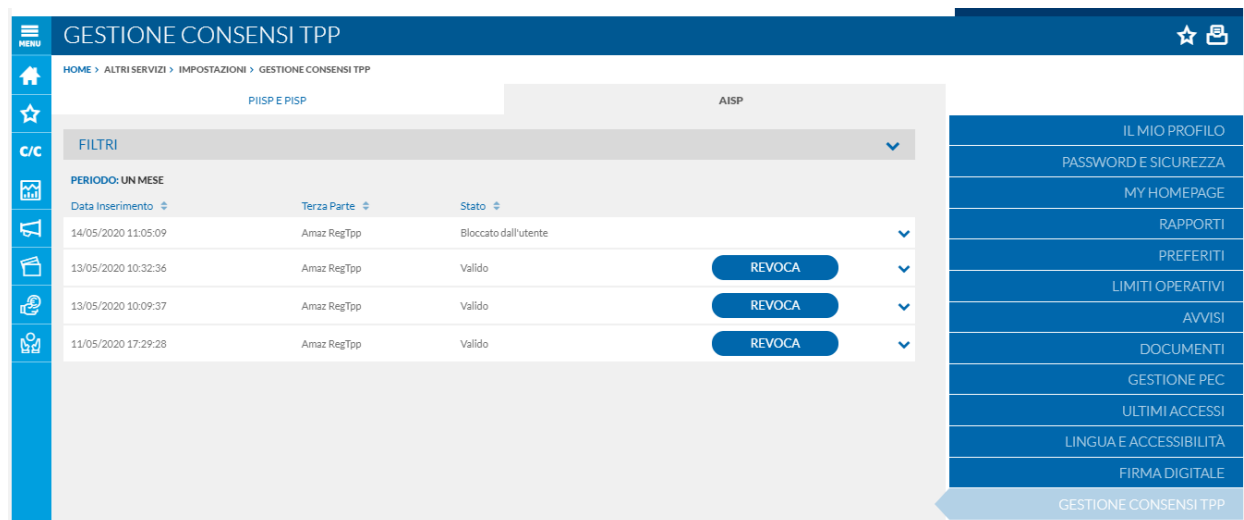 MENU
GESTIONE CONSENSI TPP
HOME > ALTRI SERVIZI > IMPOSTAZIONI > GESTIONE CONSENSI TPP
PIISP E PISP
AISP
FILTRI
PERIODO: UN MESE
Data Inserimento Terza Parte Stato
14/05/2020 11:05:09 Amaz RegTpp Bloccato dall'utente
13/05/2020 10:32:36 Amaz RegTpp Valido REVOCA
13/05/2020 10:09:37 Amaz RegTpp Valido REVOCA
11/05/2020 17:29:28 Amaz RegTpp Valido REVOCA
C/C
IL MIO PROFILO
PASSWORD E SICUREZZA
MY HOMEPAGE
RAPPORTI
PREFERITI
LIMITI OPERATIVI
AVVISI
DOCUMENTI
GESTIONE PEC
ULTIMI ACCESSI
LINGUA E ACCESSIBILITÀ
FIRMA DIGITALE
GESTIONE CONSENSI TPP